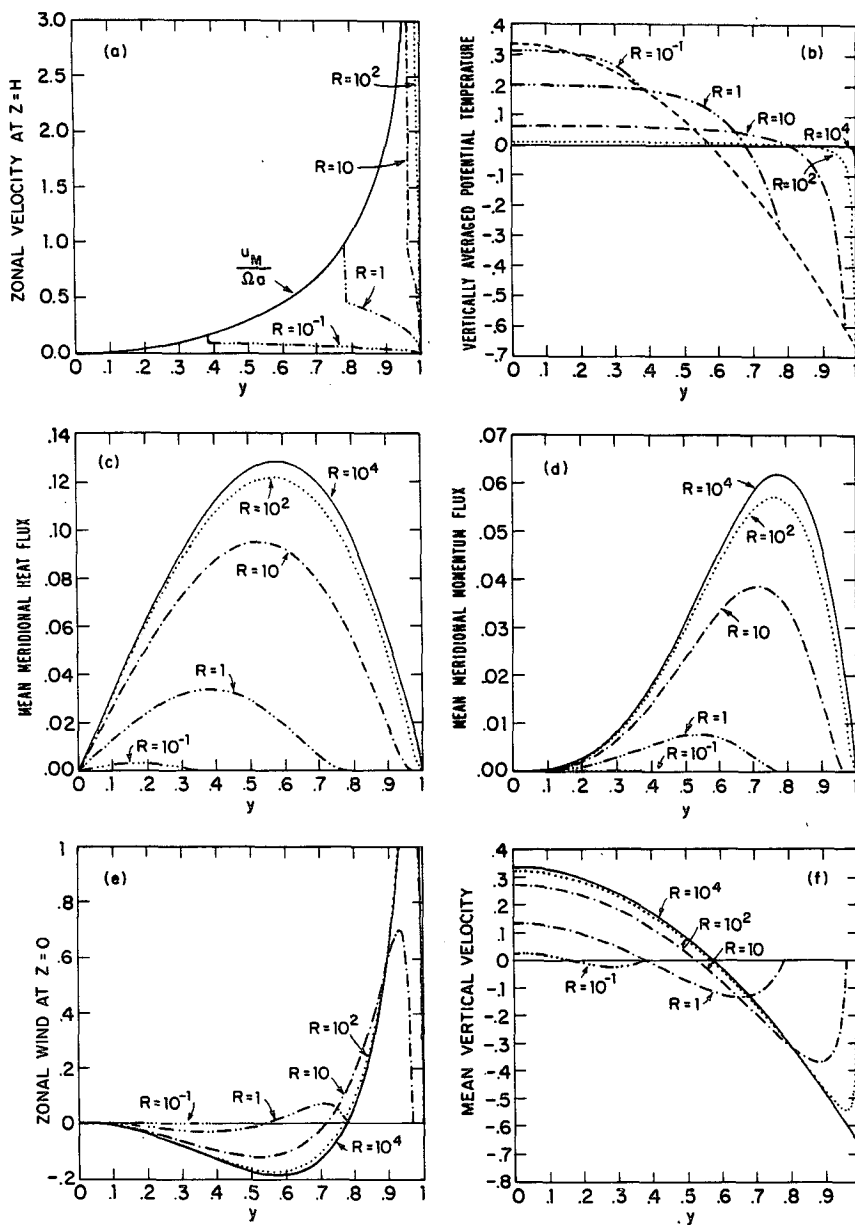 (a)
ZONAL VELOCITY AT Z=H
3.0
2.5
2.0
1.5
1.0
0.5
0.0
R=10²
R=10
u_M
Ωa
R=1
R=10⁻¹
0 .1 .2 .3 .4 .5 .6 .7 .8 .9 1
y
(b)
VERTICALLY AVERAGED POTENTIAL TEMPERATURE
.4
.3
.2
.1
0
-.1
-.2
-.3
-.4
-.5
-.6
-.7
R=10⁻¹
R=1
R=10
R=10⁴
R=10²
0 .1 .2 .3 .4 .5 .6 .7 .8 .9 1
y
(c)
MEAN MERIDIONAL HEAT FLUX
.14
.12
.10
.08
.06
.04
.02
.00
R=10⁴
R=10²
R=10
R=1
R=10⁻¹
0 .1 .2 .3 .4 .5 .6 .7 .8 .9 1
y
(d)
MEAN MERIDIONAL MOMENTUM FLUX
.07
.06
.05
.04
.03
.02
.010
.00
R=10⁴
R=10²
R=10
R=1
R=10⁻¹
0 .1 .2 .3 .4 .5 .6 .7 .8 .9 1
y
(e)
ZONAL WIND AT Z=0
1
.8
.6
.4
.2
0
-.2
R=10²
R=10
R=1
R=10⁻¹
R=10⁴
0 .1 .2 .3 .4 .5 .6 .7 .8 .9 1
y
(f)
MEAN VERTICAL VELOCITY
.4
.3
.2
.1
0
-.1
-.2
-.3
-.4
-.5
-.6
-.7
-.8
R=10⁴
R=10²
R=10
R=10⁻¹
R=1
0 .1 .2 .3 .4 .5 .6 .7 .8 .9 1
y